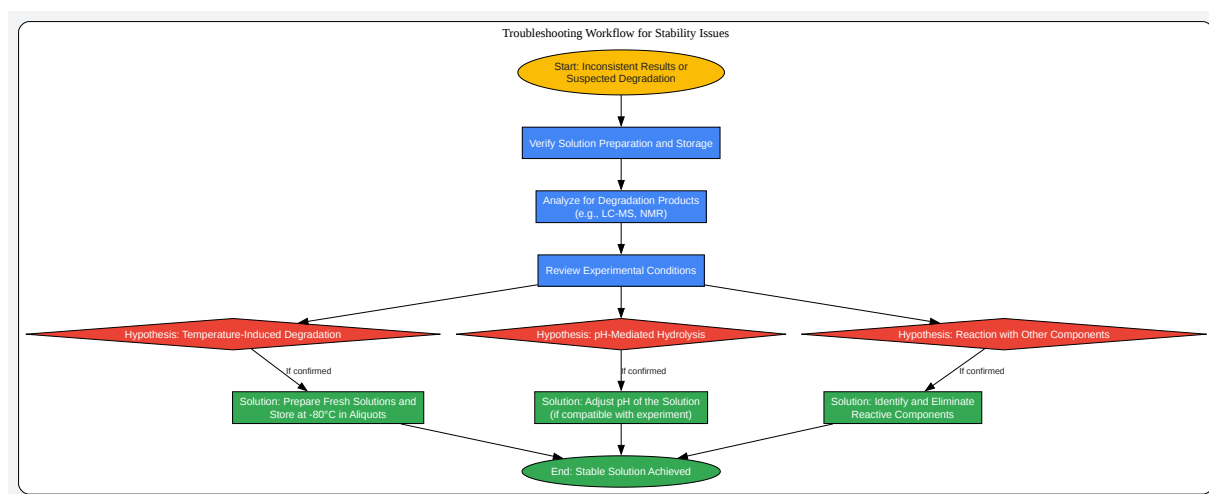 Troubleshooting Workflow for Stability Issues
Start: Inconsistent Results or
Suspected Degradation
Verify Solution Preparation and Storage
Analyze for Degradation Products
(e.g., LC-MS, NMR)
Review Experimental Conditions
Hypothesis: Temperature-Induced Degradation
Hypothesis: pH-Mediated Hydrolysis
Hypothesis: Reaction with Other Components
If confirmed
If confirmed
If confirmed
Solution: Prepare Fresh Solutions and
Store at -80°C in Aliquots
Solution: Adjust pH of the Solution
(if compatible with experiment)
Solution: Identify and Eliminate
Reactive Components
End: Stable Solution Achieved